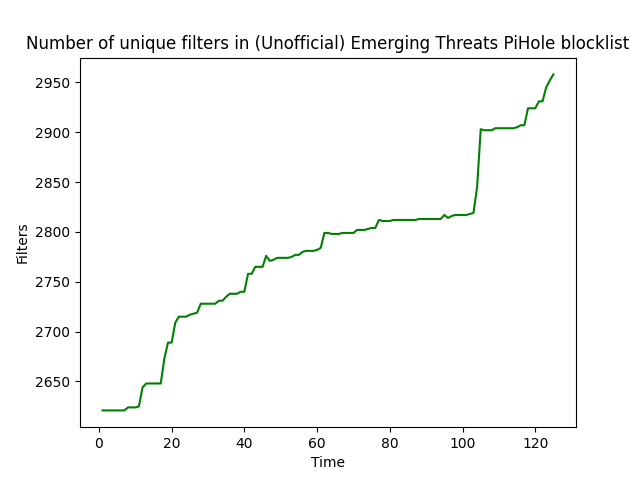 Number of unique filters in (Unofficial) Emerging Threats PiHole blocklist
2950
2900
2850
2800
2750
2700
2650
Filters
0 20 40 60 80 100 120
Time